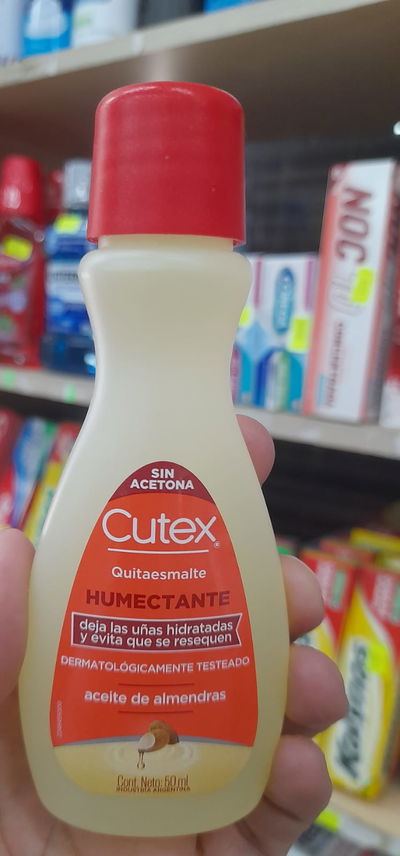 SIN
ACETONA
Cutex®
Quitaesmalte
HUMECTANTE
deja las uñas hidratadas
y evita que se resequen
DERMATOLÓGICAMENTE TESTEADO
aceite de almendras
Cont. Neto: 50 ml
INDUSTRIA ARGENTINA